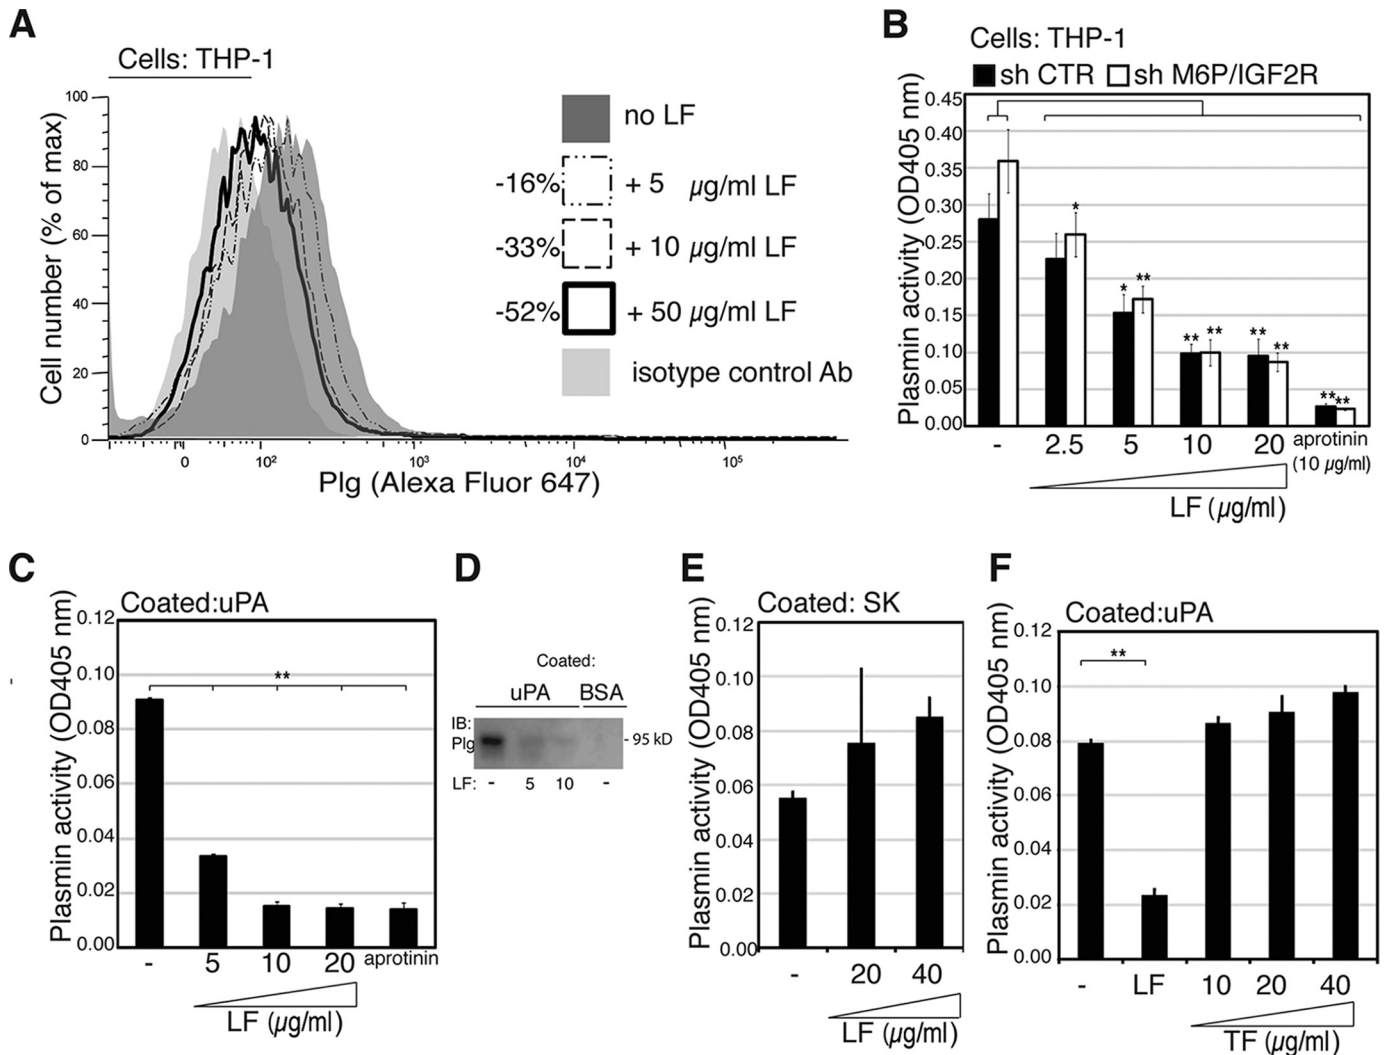 A
Cells: THP-1
Cell number (% of max)
100
80
60
40
20
0
0
10²
10³
10⁴
10⁵
Plg (Alexa Fluor 647)
no LF
-16% + 5 µg/ml LF
-33% + 10 µg/ml LF
-52% + 50 µg/ml LF
isotype control Ab
B
Cells: THP-1
sh CTR sh M6P/IGF2R
Plasmin activity (OD405 nm)
0.45
0.40
0.35
0.30
0.25
0.20
0.15
0.10
0.05
0.00
*
* **
** **
** **
** **
- 2.5 5 10 20 aprotinin
(10 µg/ml)
LF (µg/ml)
C
Coated:uPA
Plasmin activity (OD405 nm)
0.12
0.10
0.08
0.06
0.04
0.02
0.00
**
- 5 10 20 aprotinin
LF (µg/ml)
D
Coated:
uPA BSA
IB:
Plg
- 95 kD
LF: - 5 10 -
E
Coated: SK
Plasmin activity (OD405 nm)
0.12
0.10
0.08
0.06
0.04
0.02
0.00
- 20 40
LF (µg/ml)
F
Coated:uPA
Plasmin activity (OD405 nm)
0.12
0.10
0.08
0.06
0.04
0.02
0.00
**
- LF 10 20 40
TF (µg/ml)